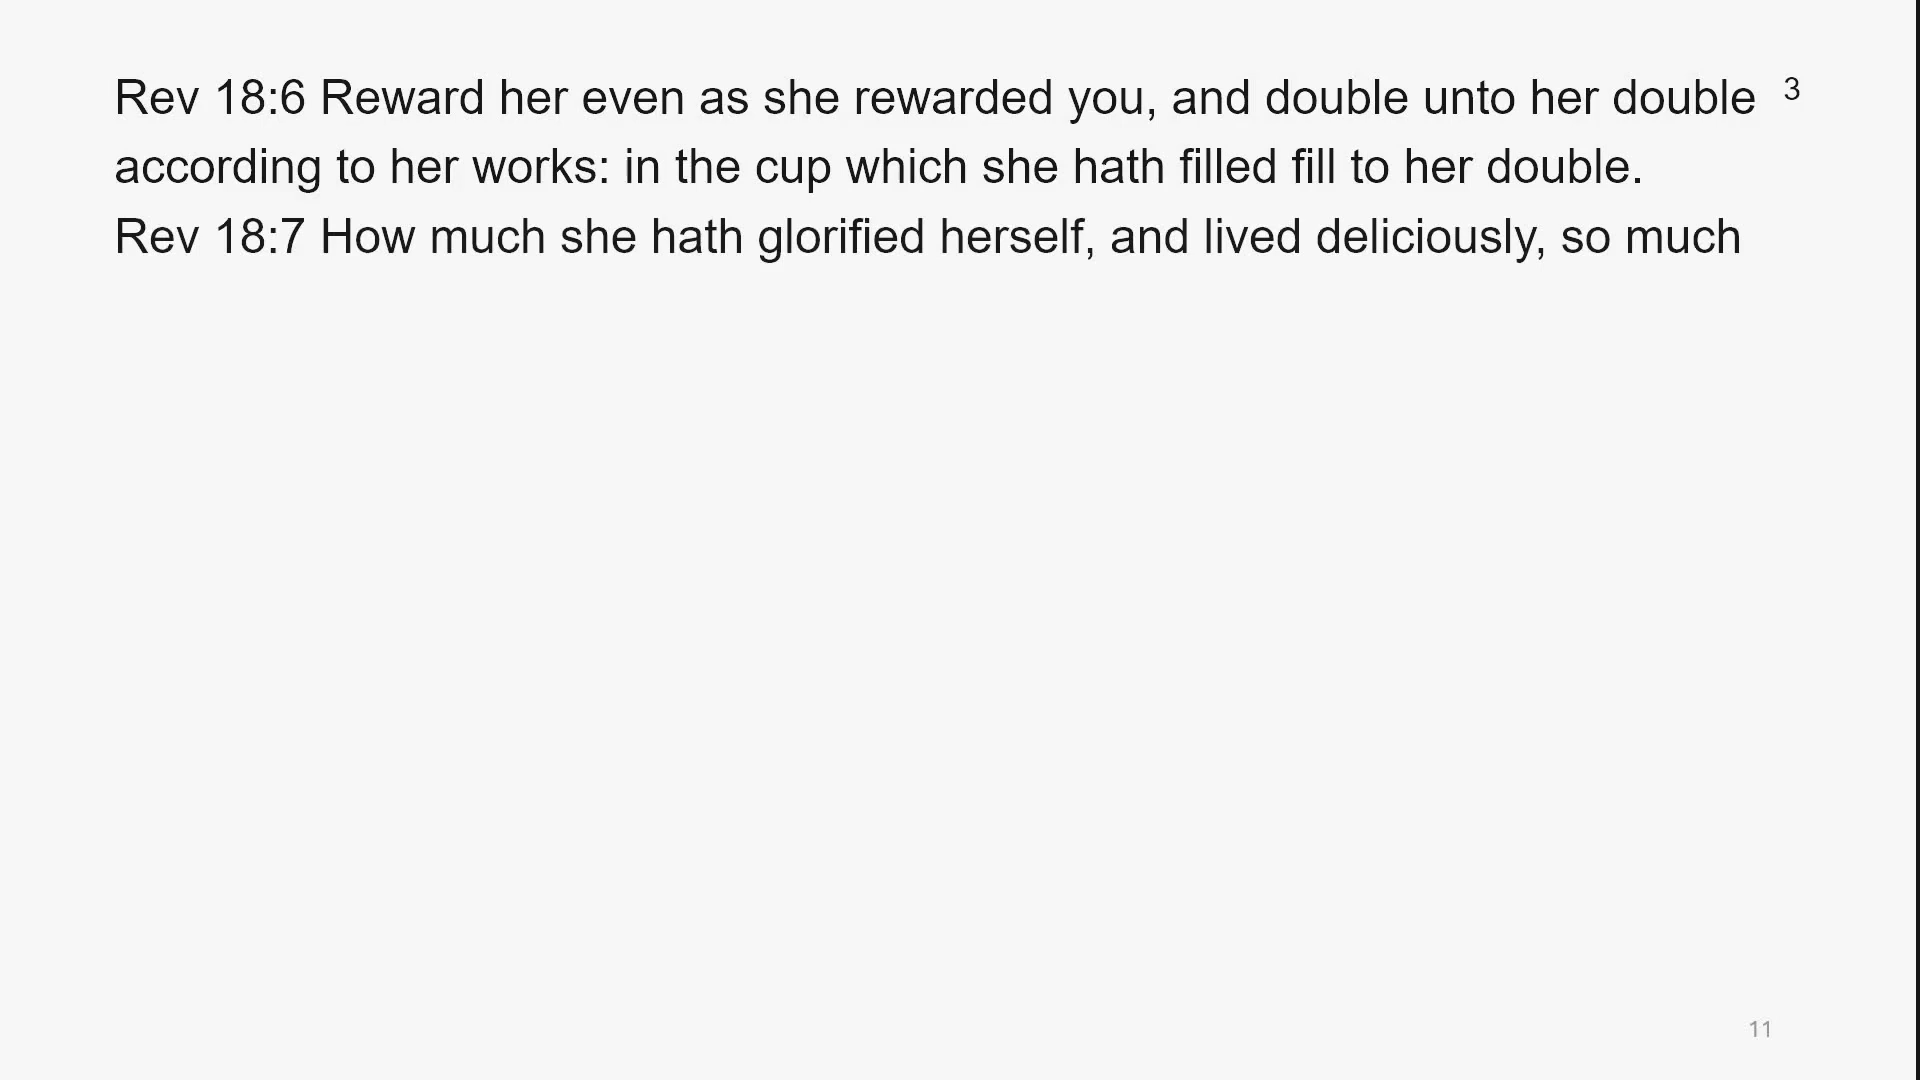 Rev 18:6 Reward her even as she rewarded you, and double unto her double 3
according to her works: in the cup which she hath filled fill to her double.
Rev 18:7 How much she hath glorified herself, and lived deliciously, so much
11